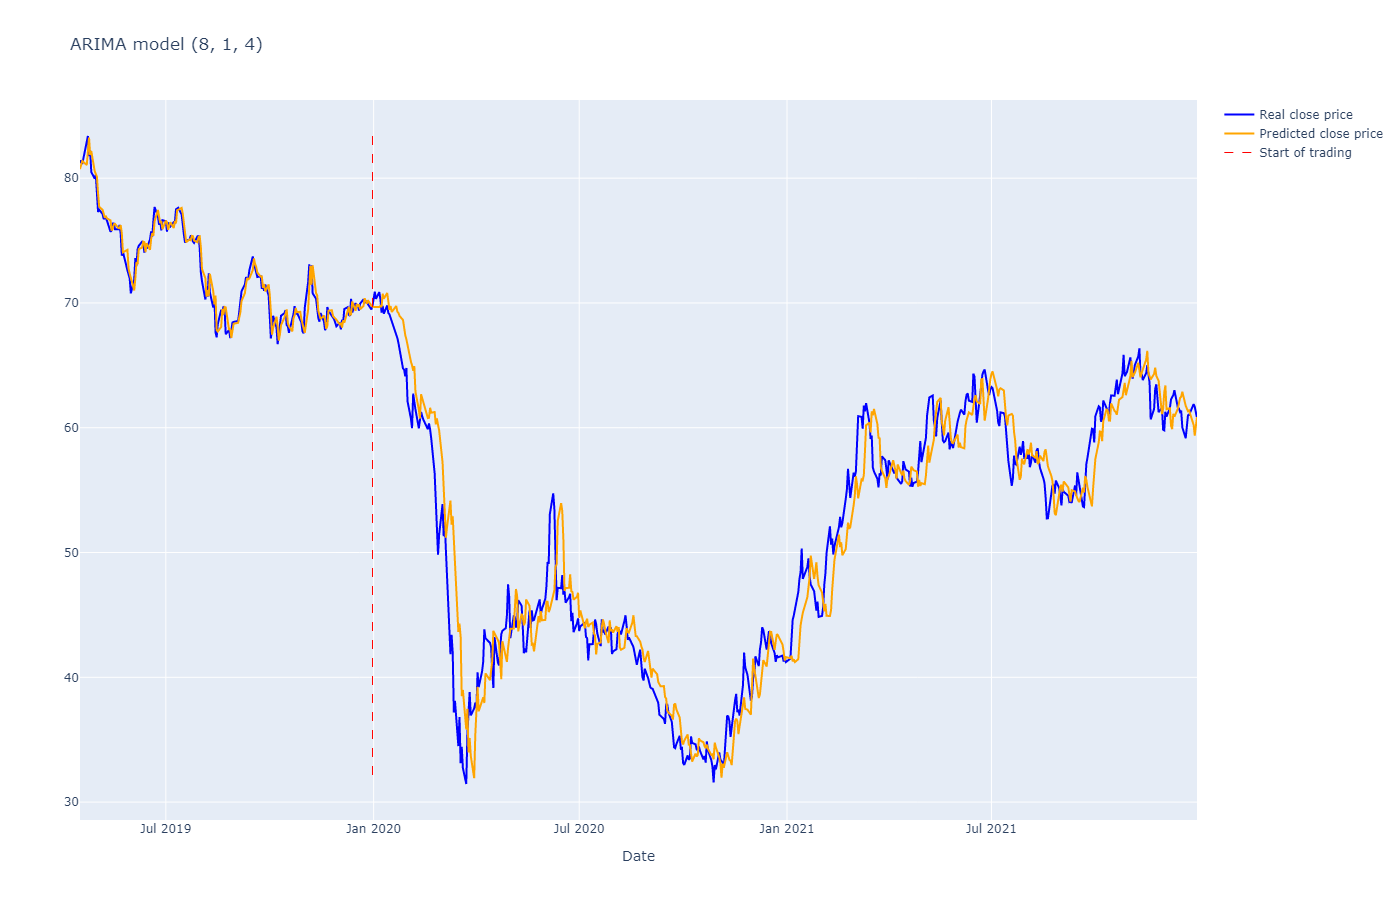 ARIMA model (8, 1, 4)
Real close price
Predicted close price
Start of trading
80
70
60
50
40
30
Jul 2019
Jan 2020
Jul 2020
Jan 2021
Jul 2021
Date